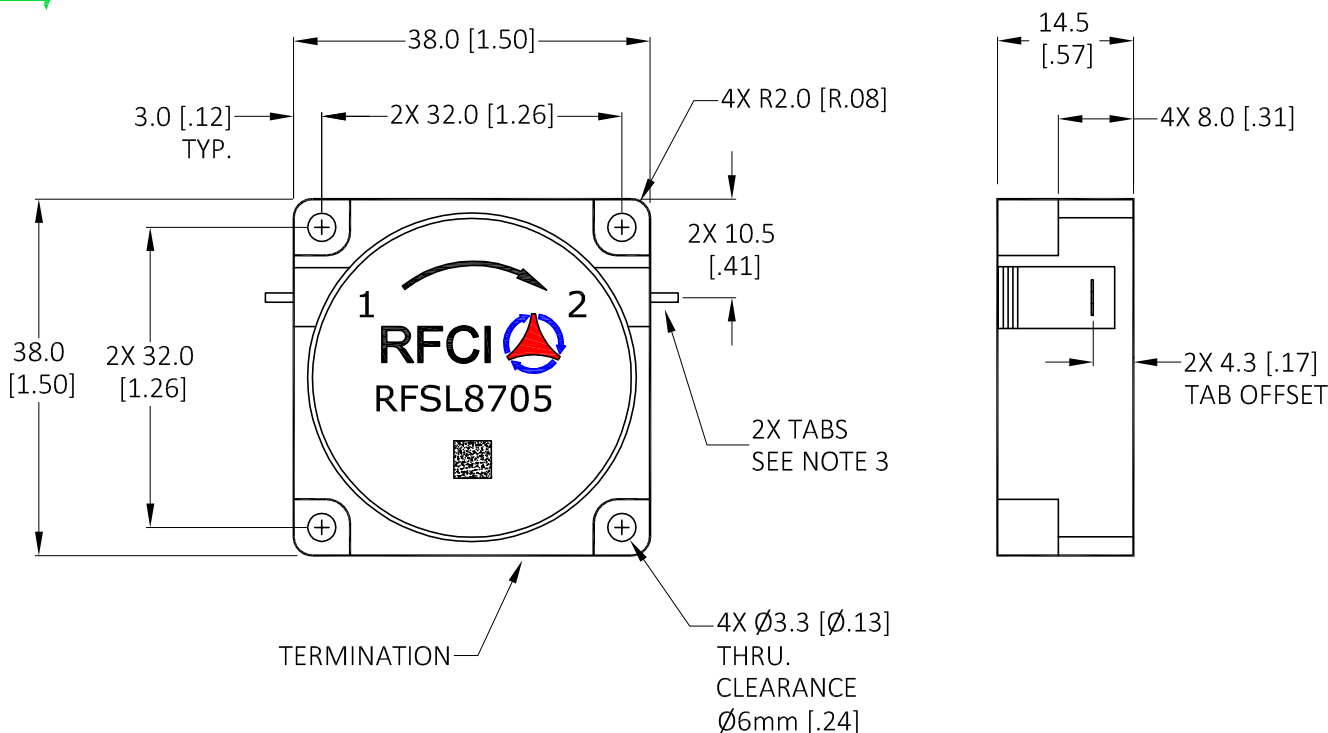 38.0 [1.50]
14.5
[.57]
3.0 [.12]
TYP.
2X 32.0 [1.26]
4X R2.0 [R.08]
4X 8.0 [.31]
2X 10.5
[.41]
1
2
RFCI
RFSL8705
38.0
[1.50]
2X 32.0
[1.26]
2X 4.3 [.17]
TAB OFFSET
2X TABS
SEE NOTE 3
TERMINATION
4X Ø3.3 [Ø.13]
THRU.
CLEARANCE
Ø6mm [.24]